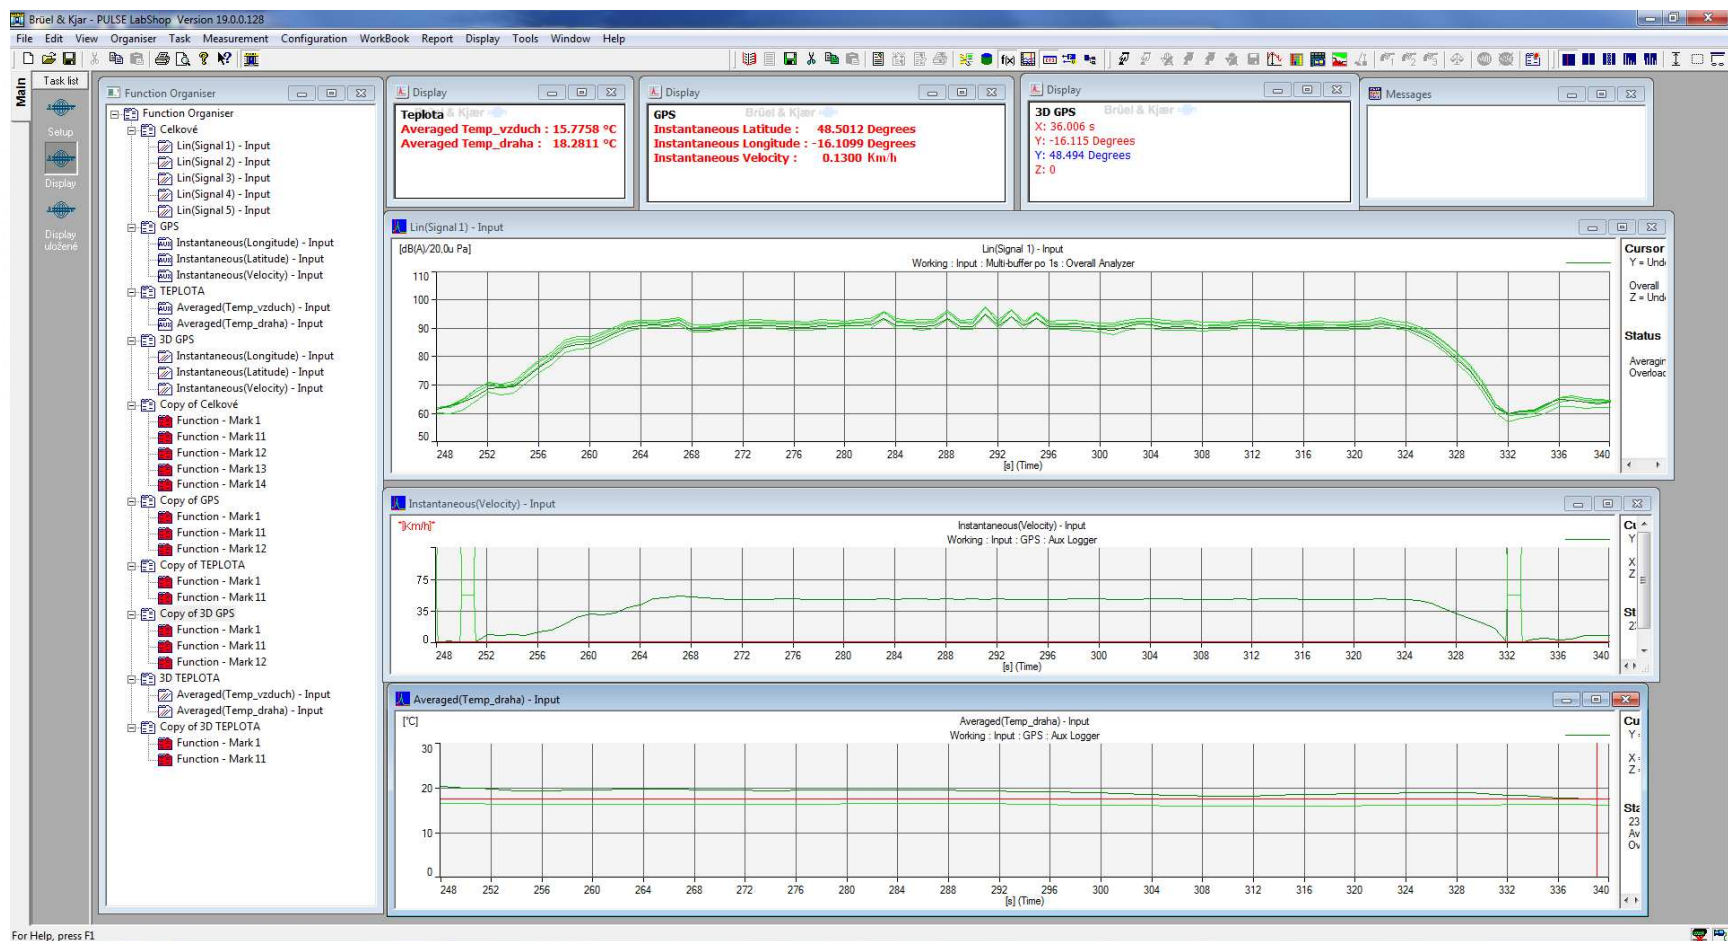 Brüel & Kjær - PULSE LabShop Version 19.0.0.128
File Edit View Organiser Task Measurement Configuration WorkBook Report Display Tools Window Help
Main
Task list
Setup
Display
Display
uložené
Function Organiser
Function Organiser
Celkové
Lin(Signal 1) - Input
Lin(Signal 2) - Input
Lin(Signal 3) - Input
Lin(Signal 4) - Input
Lin(Signal 5) - Input
GPS
Instantaneous(Longitude) - Input
Instantaneous(Latitude) - Input
Instantaneous(Velocity) - Input
TEPLOTA
Averaged(Temp_vzduch) - Input
Averaged(Temp_draha) - Input
3D GPS
Instantaneous(Longitude) - Input
Instantaneous(Latitude) - Input
Instantaneous(Velocity) - Input
Copy of Celkové
Function - Mark 1
Function - Mark 11
Function - Mark 12
Function - Mark 13
Function - Mark 14
Copy of GPS
Function - Mark 1
Function - Mark 11
Function - Mark 12
Copy of TEPLOTA
Function - Mark 1
Function - Mark 11
Copy of 3D GPS
Function - Mark 1
Function - Mark 11
Function - Mark 12
3D TEPLOTA
Averaged(Temp_vzduch) - Input
Averaged(Temp_draha) - Input
Copy of 3D TEPLOTA
Function - Mark 1
Function - Mark 11
Display
Teplota
& Kjær
Averaged Temp_vzduch : 15.7758 °C
Averaged Temp_draha : 18.2811 °C
Display
GPS
Brüel & Kjær
Instantaneous Latitude : 48.5012 Degrees
Instantaneous Longitude : -16.1099 Degrees
Instantaneous Velocity : 0.1300 Km/h
Display
3D GPS
Brüel & Kjær
X: 36.006 s
Y: -16.115 Degrees
Y: 48.494 Degrees
Z: 0
Messages
Lin(Signal 1) - Input
[dB(A)/20.0u Pa]
Lin(Signal 1) - Input
Working : Input : Multi-buffer po 1s : Overall Analyzer
110
100
90
80
70
60
50
248 252 256 260 264 268 272 276 280 284 288 292 296 300 304 308 312 316 320 324 328 332 336 340
[s] (Time)
Cursor
Y = Und
Overall
Z = Und
Status
Averagin
Overloac
Instantaneous(Velocity) - Input
"[Km/h]"
Instantaneous(Velocity) - Input
Working : Input : GPS : Aux Logger
75
35
0
248 252 256 260 264 268 272 276 280 284 288 292 296 300 304 308 312 316 320 324 328 332 336 340
[s] (Time)
Cu
Y
X
Z
St
Averaged(Temp_draha) - Input
[°C]
Averaged(Temp_draha) - Input
Working : Input : GPS : Aux Logger
30
20
10
0
248 252 256 260 264 268 272 276 280 284 288 292 296 300 304 308 312 316 320 324 328 332 336 340
[s] (Time)
Cu
Y
X
Z
Sta
23
Av
Ov
For Help, press F1